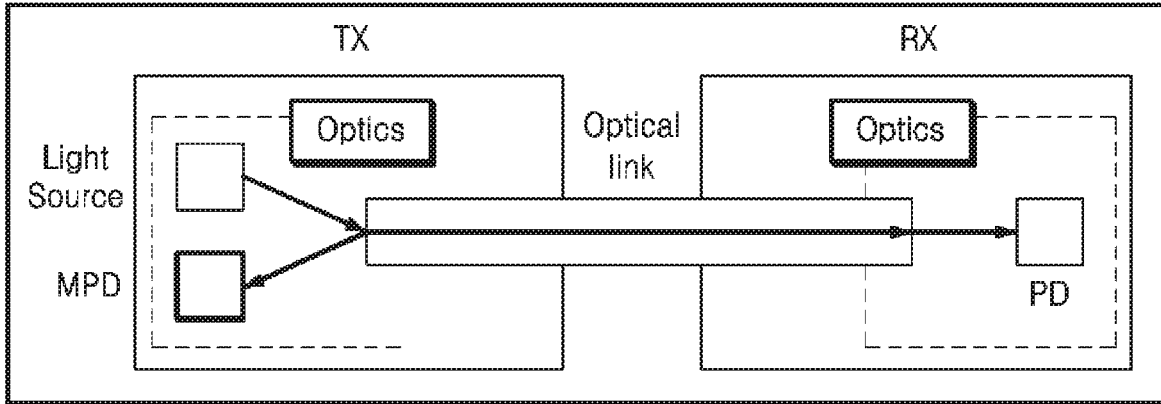 TX
RX
Optics
Optical
link
Optics
Light
Source
MPD
PD